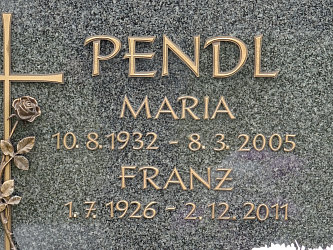 PENDL
MARIA
10.8.1932 - 8.3.2005
FRANZ
1.7.1926 - 2.12.2011